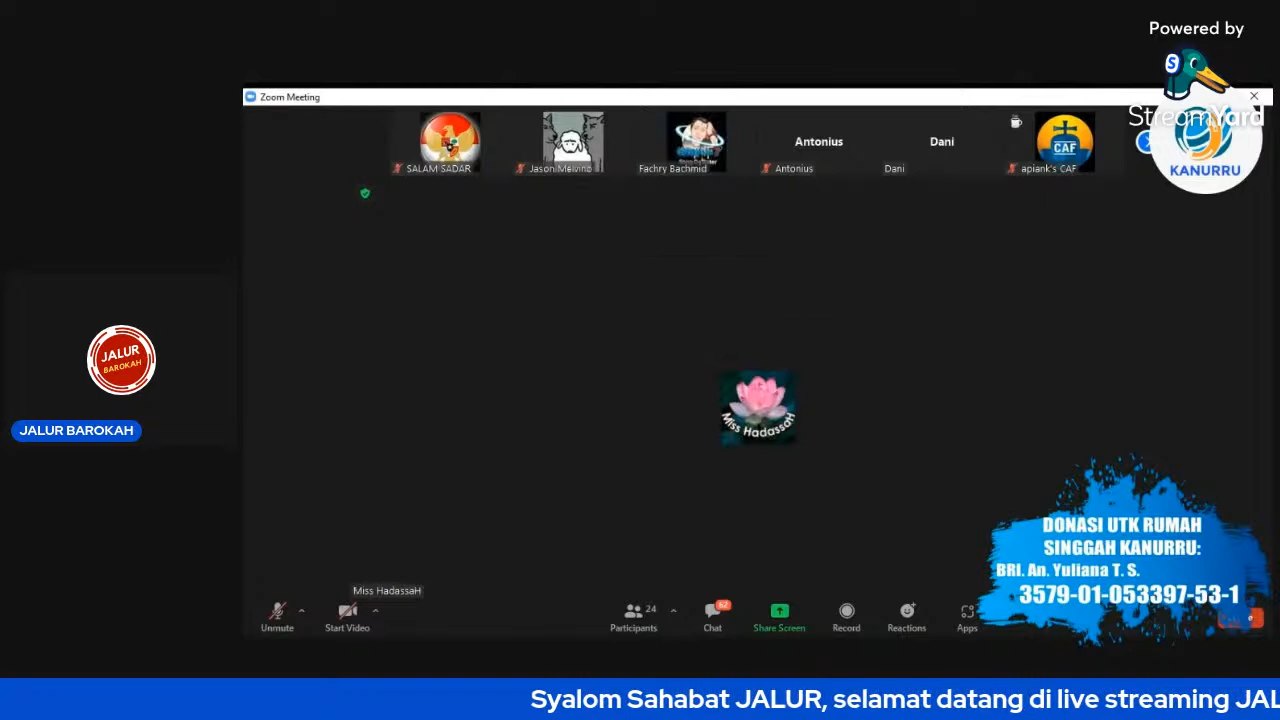 Powered by
StreamYard
KANURRU
Zoom Meeting
Antonius
Dani
CAF
SALAM SADAR
JasonMelvino
Fachry Bachmid
Antonius
Dani
apiank's CAF
JALUR
BAROKAH
JALUR BAROKAH
Miss HadassaH
DONASI UTK RUMAH
SINGGAH KANURRU:
BRI. An. Yuliana T. S.
3579-01-053397-53-1
Miss HadassaH
24
62
Unmute
Start Video
Participants
Chat
Share Screen
Record
Reactions
Apps
Syalom Sahabat JALUR, selamat datang di live streaming JAL